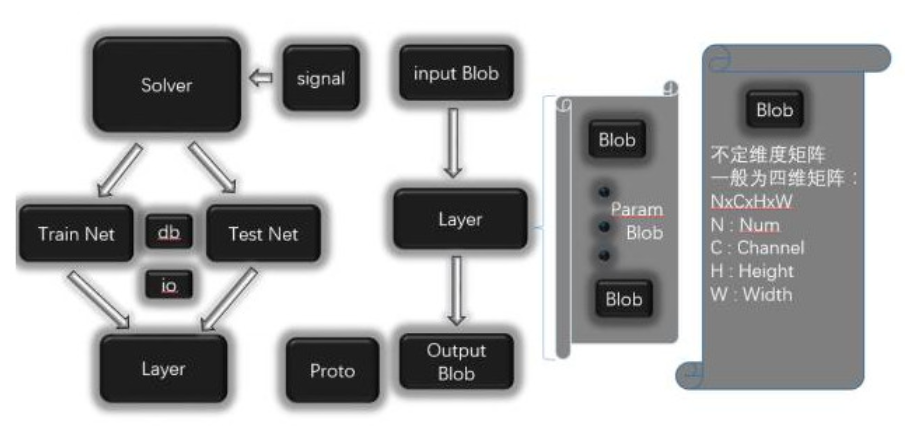 Solver
signal
input Blob
Train Net
db
Test Net
io
Layer
Proto
Layer
Output
Blob
Blob
Param
Blob
Blob
Blob
不定维度矩阵
一般为四维矩阵：
NxCxHxW
N : Num
C : Channel
H : Height
W : Width